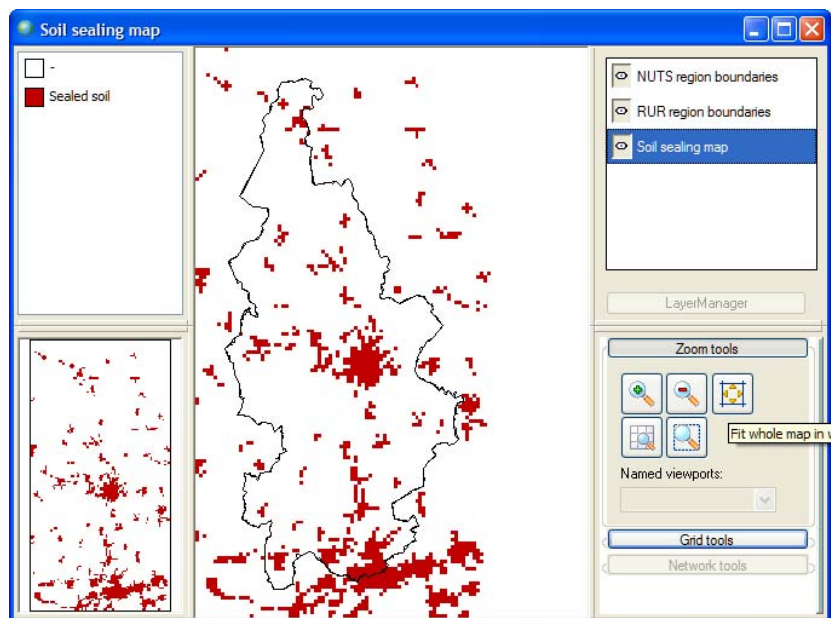 Soil sealing map
-
Sealed soil
NUTS region boundaries
RUR region boundaries
Soil sealing map
LayerManager
Zoom tools
Fit whole map in
Named viewports:
Grid tools
Network tools